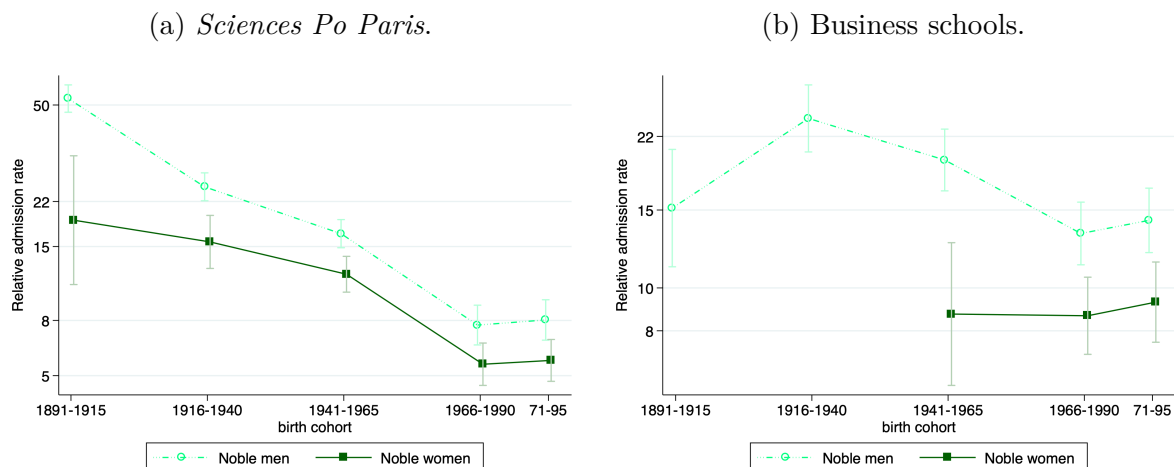 (a) Sciences Po Paris.
Relative admission rate
50
22
15
8
5
1891-1915 1916-1940 1941-1965 1966-1990 71-95
birth cohort
Noble men Noble women
(b) Business schools.
Relative admission rate
22
15
10
8
1891-1915 1916-1940 1941-1965 1966-1990 71-95
birth cohort
Noble men Noble women